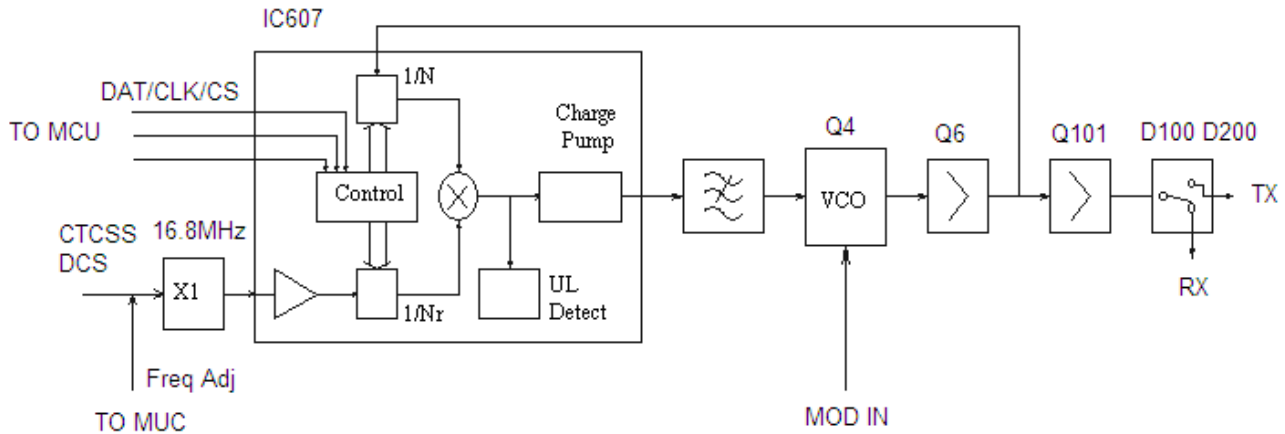 IC607
1/N
DAT/CLK/CS
Charge
Pump
TO MCU
Q4
Q6
Q101
D100 D200
Control
VCO
TX
CTCSS
DCS
16.8MHz
X1
UL
Detect
1/Nr
RX
Freq Adj
TO MUC
MOD IN